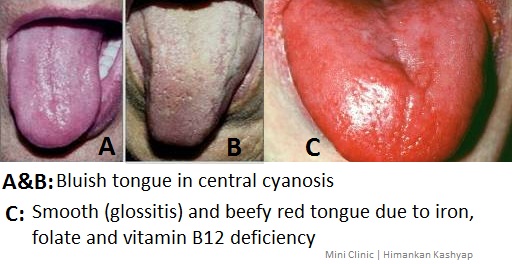 A
B
C
A&B: Bluish tongue in central cyanosis
C: Smooth (glossitis) and beefy red tongue due to iron,
folate and vitamin B12 deficiency
Mini Clinic | Himankan Kashyap